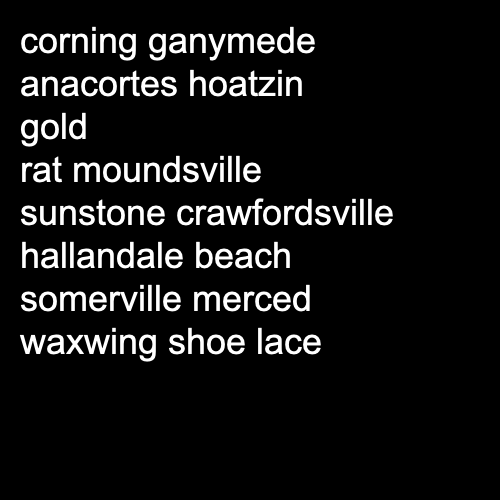 corning ganymede
anacortes hoatzin
gold
rat moundsville
sunstone crawfordsville
hallandale beach
somerville merced
waxwing shoe lace